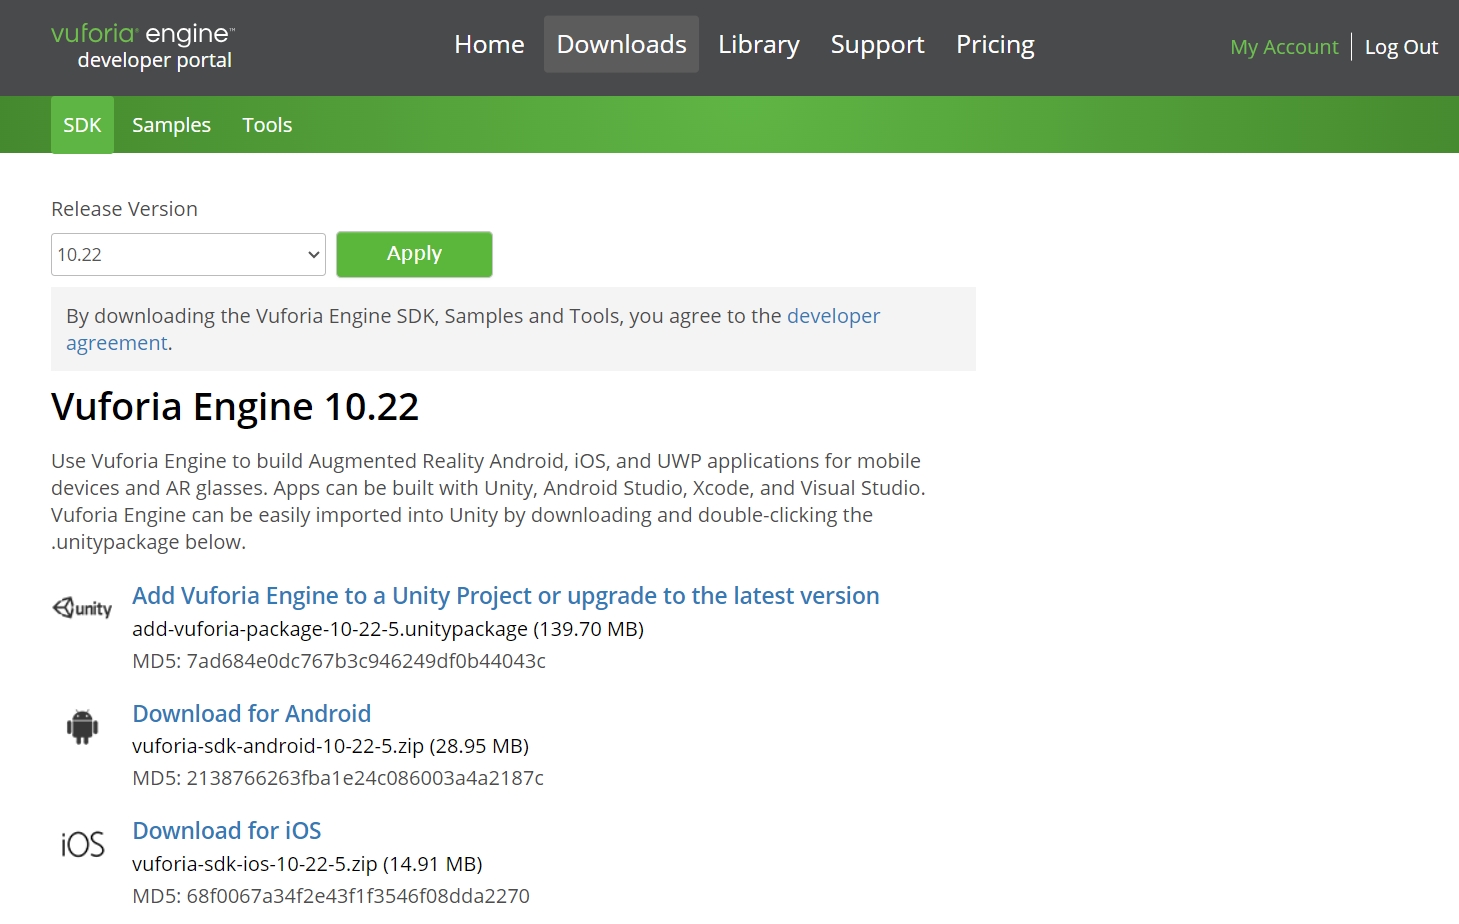 vuforia® engine™
developer portal
Home Downloads Library Support Pricing
My Account Log Out
SDK Samples Tools
Release Version
10.22
Apply
By downloading the Vuforia Engine SDK, Samples and Tools, you agree to the developer
agreement.
Vuforia Engine 10.22
Use Vuforia Engine to build Augmented Reality Android, iOS, and UWP applications for mobile
devices and AR glasses. Apps can be built with Unity, Android Studio, Xcode, and Visual Studio.
Vuforia Engine can be easily imported into Unity by downloading and double-clicking the
.unitypackage below.
unity
Add Vuforia Engine to a Unity Project or upgrade to the latest version
add-vuforia-package-10-22-5.unitypackage (139.70 MB)
MD5: 7ad684e0dc767b3c946249df0b44043c
Download for Android
vuforia-sdk-android-10-22-5.zip (28.95 MB)
MD5: 2138766263fba1e24c086003a4a2187c
iOS
Download for iOS
vuforia-sdk-ios-10-22-5.zip (14.91 MB)
MD5: 68f0067a34f2e43f1f3546f08dda2270